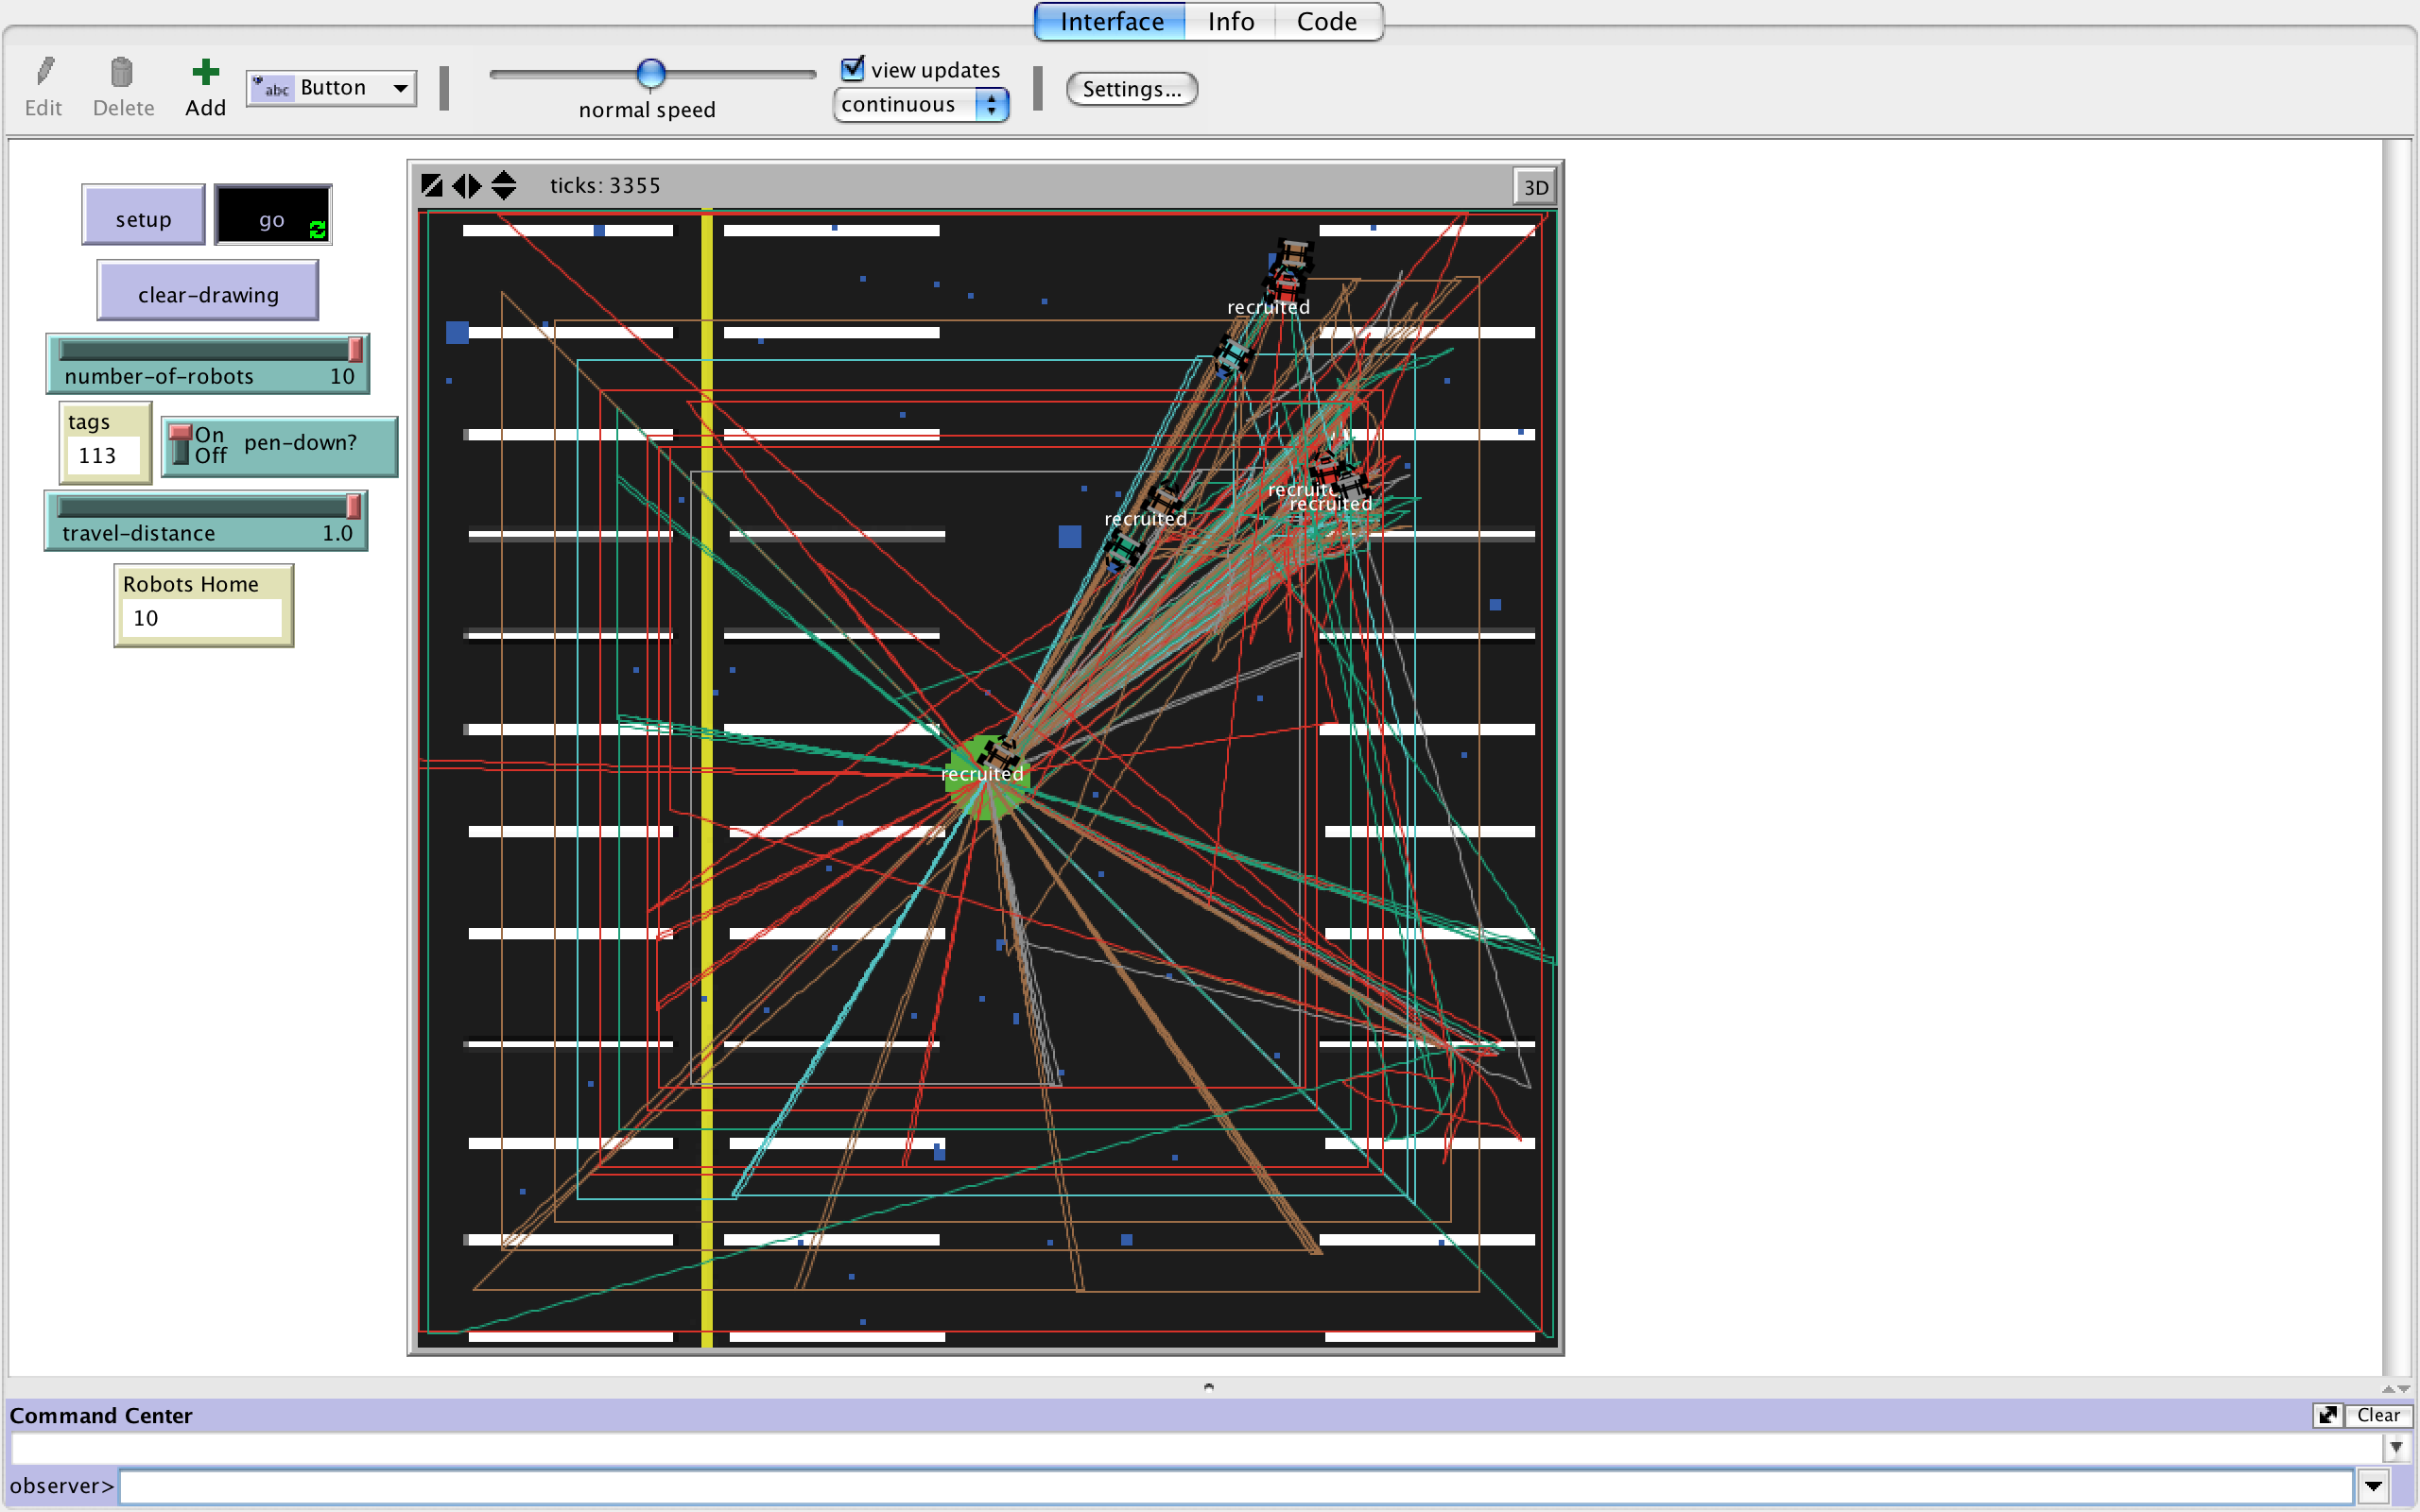 Interface Info Code
Edit Delete Add abc Button
normal speed
view updates
continuous
Settings...
ticks: 3355
3D
setup
go
clear-drawing
number-of-robots 10
tags
113
On
Off
pen-down?
travel-distance 1.0
Robots Home
10
recruited
recruit
recruited
recruited
recruited
Command Center
Clear
observer>